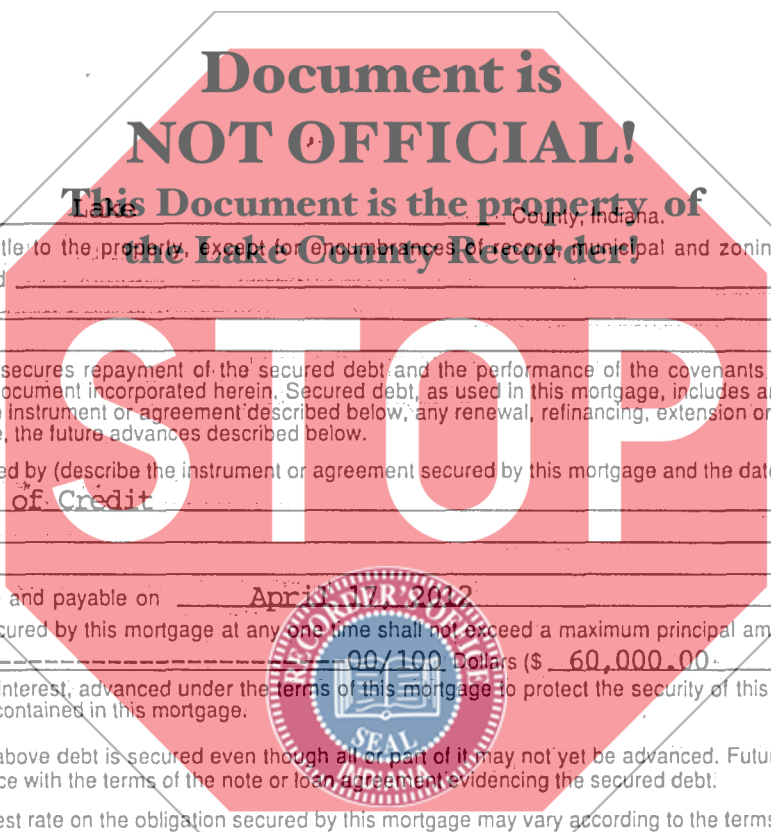 Document is
NOT OFFICIAL!
This Document is the property of
Lake County, Indiana.
the Lake County Recorder!
tle to the property, except for encumbrances of record, municipal and zonin
STOP
secures repayment of the secured debt and the performance of the covenants
ocument incorporated herein. Secured debt, as used in this mortgage, includes a
instrument or agreement described below, any renewal, refinancing, extension or
, the future advances described below.
ed by (describe the instrument or agreement secured by this mortgage and the dat
of Credit
and payable on April 17, 2012
cured by this mortgage at any one time shall not exceed a maximum principal am
00/100 Dollars ($ 60,000.00
interest, advanced under the terms of this mortgage to protect the security of this
contained in this mortgage.
RECORDER'S OFFICE
SEAL
above debt is secured even though all or part of it may not yet be advanced. Futu
ce with the terms of the note or loan agreement evidencing the secured debt.
est rate on the obligation secured by this mortgage may vary according to the terms